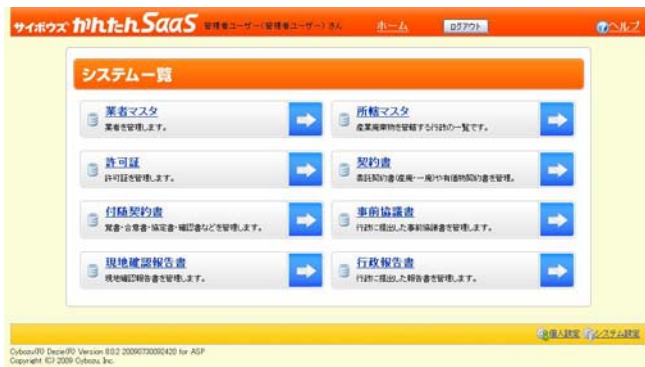 サイボウズ かんたんSaaS 管理者ユーザー(管理者ユーザー) さん ホーム ログアウト ?ヘルプ
システム一覧
業者マスタ
業者を管理します。
所轄マスタ
産業廃棄物を管轄する行政の一覧です。
許可証
許可証を管理します。
契約書
委託契約書(産廃・一廃)や有価物契約書を管理。
付随契約書
覚書・合意書・協定書・確認書などを管理します。
事前協議書
行政に提出した事前協議書を管理します。
現地確認報告書
現地確認報告書を管理します。
行政報告書
行政に提出した報告書を管理します。
個人設定 システム設定
Cybozu(R) Dezie(R) Version 8.0.2 20090730092420 for ASP
Copyright (C) 2009 Cybozu, Inc.